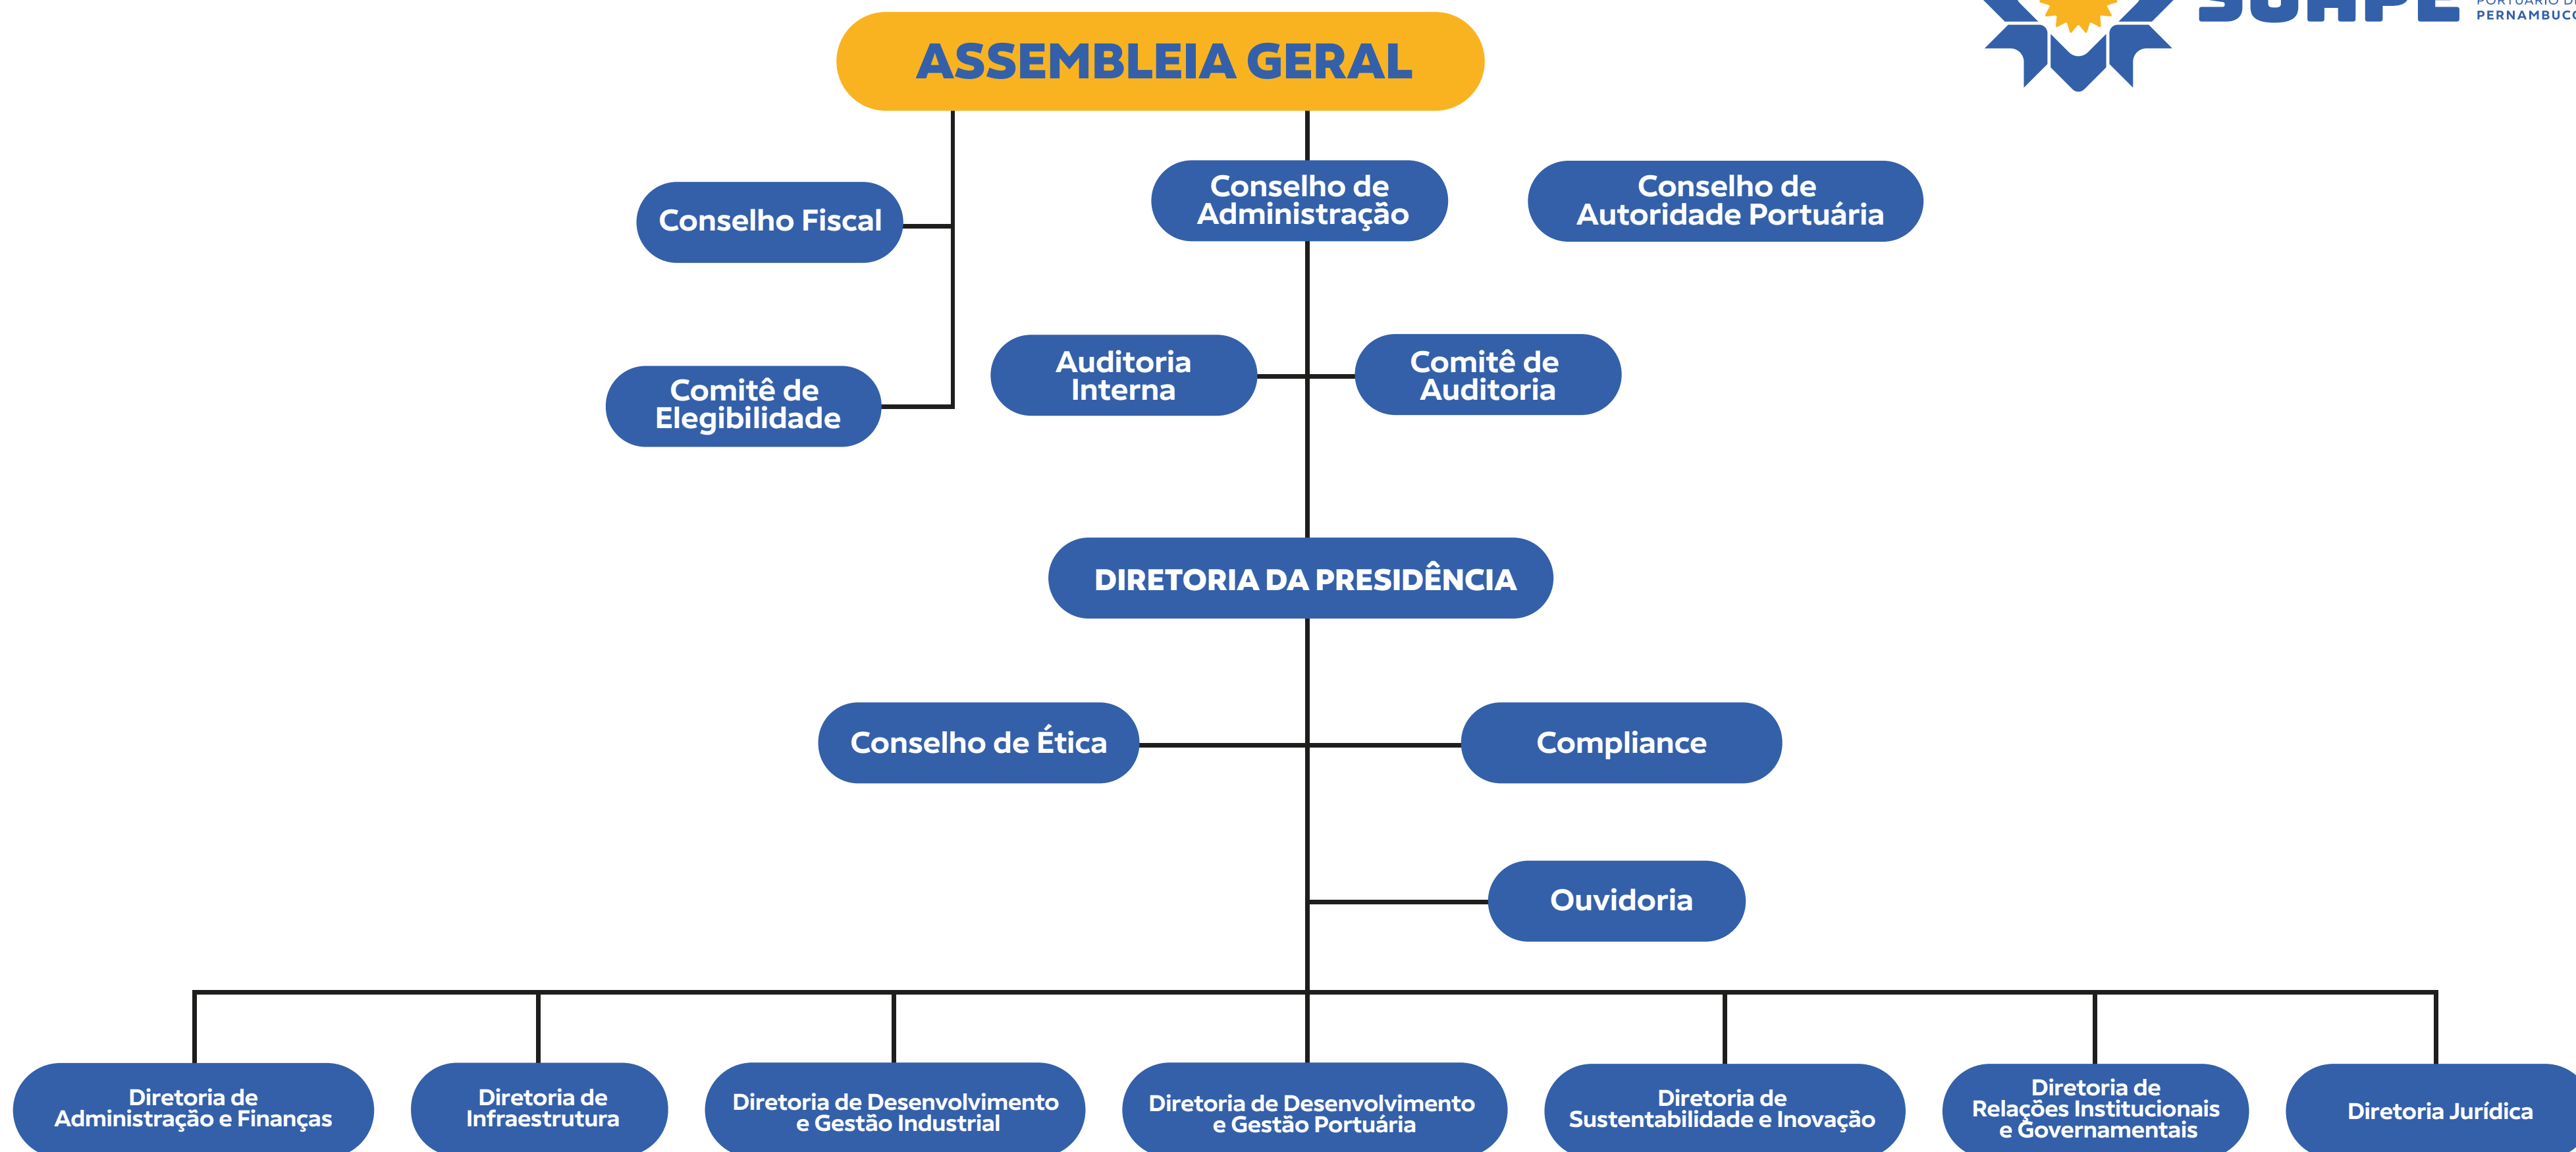 ASSEMBLEIA GERAL
PERNAMBUCO
Conselho Fiscal
Conselho de
Administração
Conselho de
Autoridade Portuária
Comitê de
Elegibilidade
Auditoria
Interna
Comitê de
Auditoria
DIRETORIA DA PRESIDÊNCIA
Conselho de Ética
Compliance
Ouvidoria
Diretoria de
Administração e Finanças
Diretoria de
Infraestrutura
Diretoria de Desenvolvimento
e Gestão Industrial
Diretoria de Desenvolvimento
e Gestão Portuária
Diretoria de
Sustentabilidade e Inovação
Diretoria de
Relações Institucionais
e Governamentais
Diretoria Jurídica